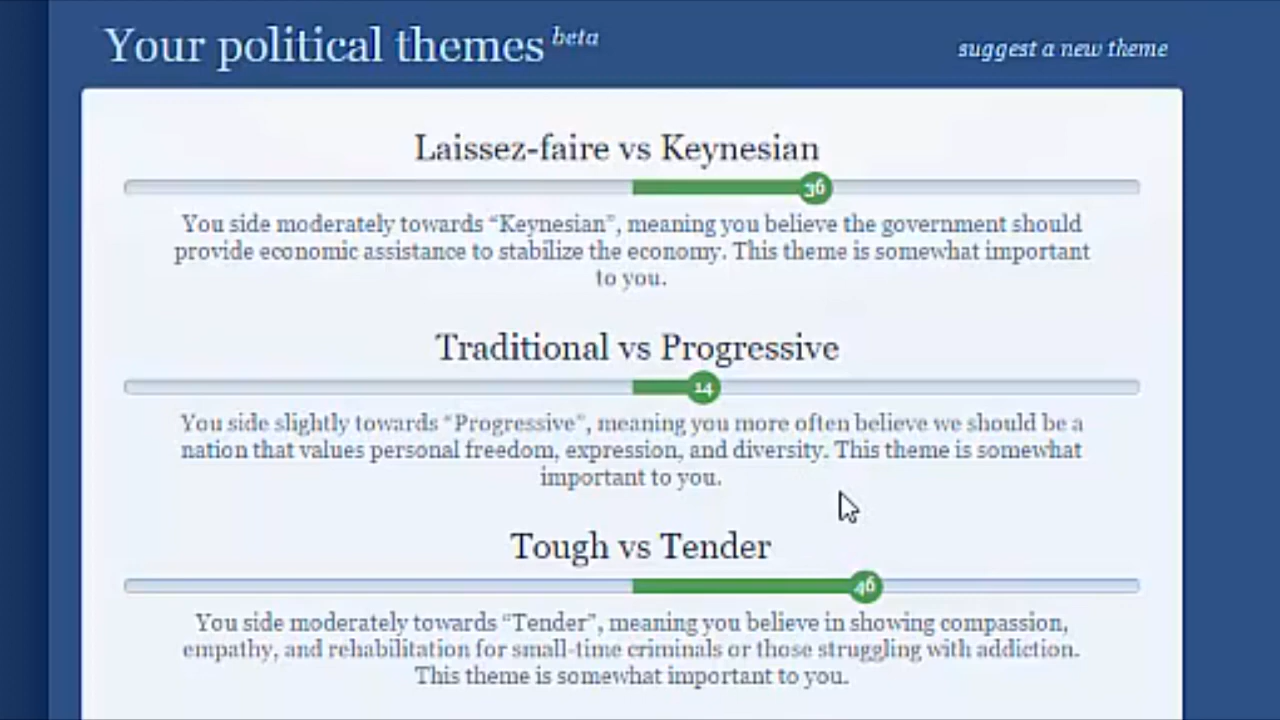 Your political themes beta
suggest a new theme
Laissez-faire vs Keynesian
36
You side moderately towards “Keynesian”, meaning you believe the government should
provide economic assistance to stabilize the economy. This theme is somewhat important
to you.
Traditional vs Progressive
14
You side slightly towards “Progressive”, meaning you more often believe we should be a
nation that values personal freedom, expression, and diversity. This theme is somewhat
important to you.
Tough vs Tender
46
You side moderately towards “Tender”, meaning you believe in showing compassion,
empathy, and rehabilitation for small-time criminals or those struggling with addiction.
This theme is somewhat important to you.